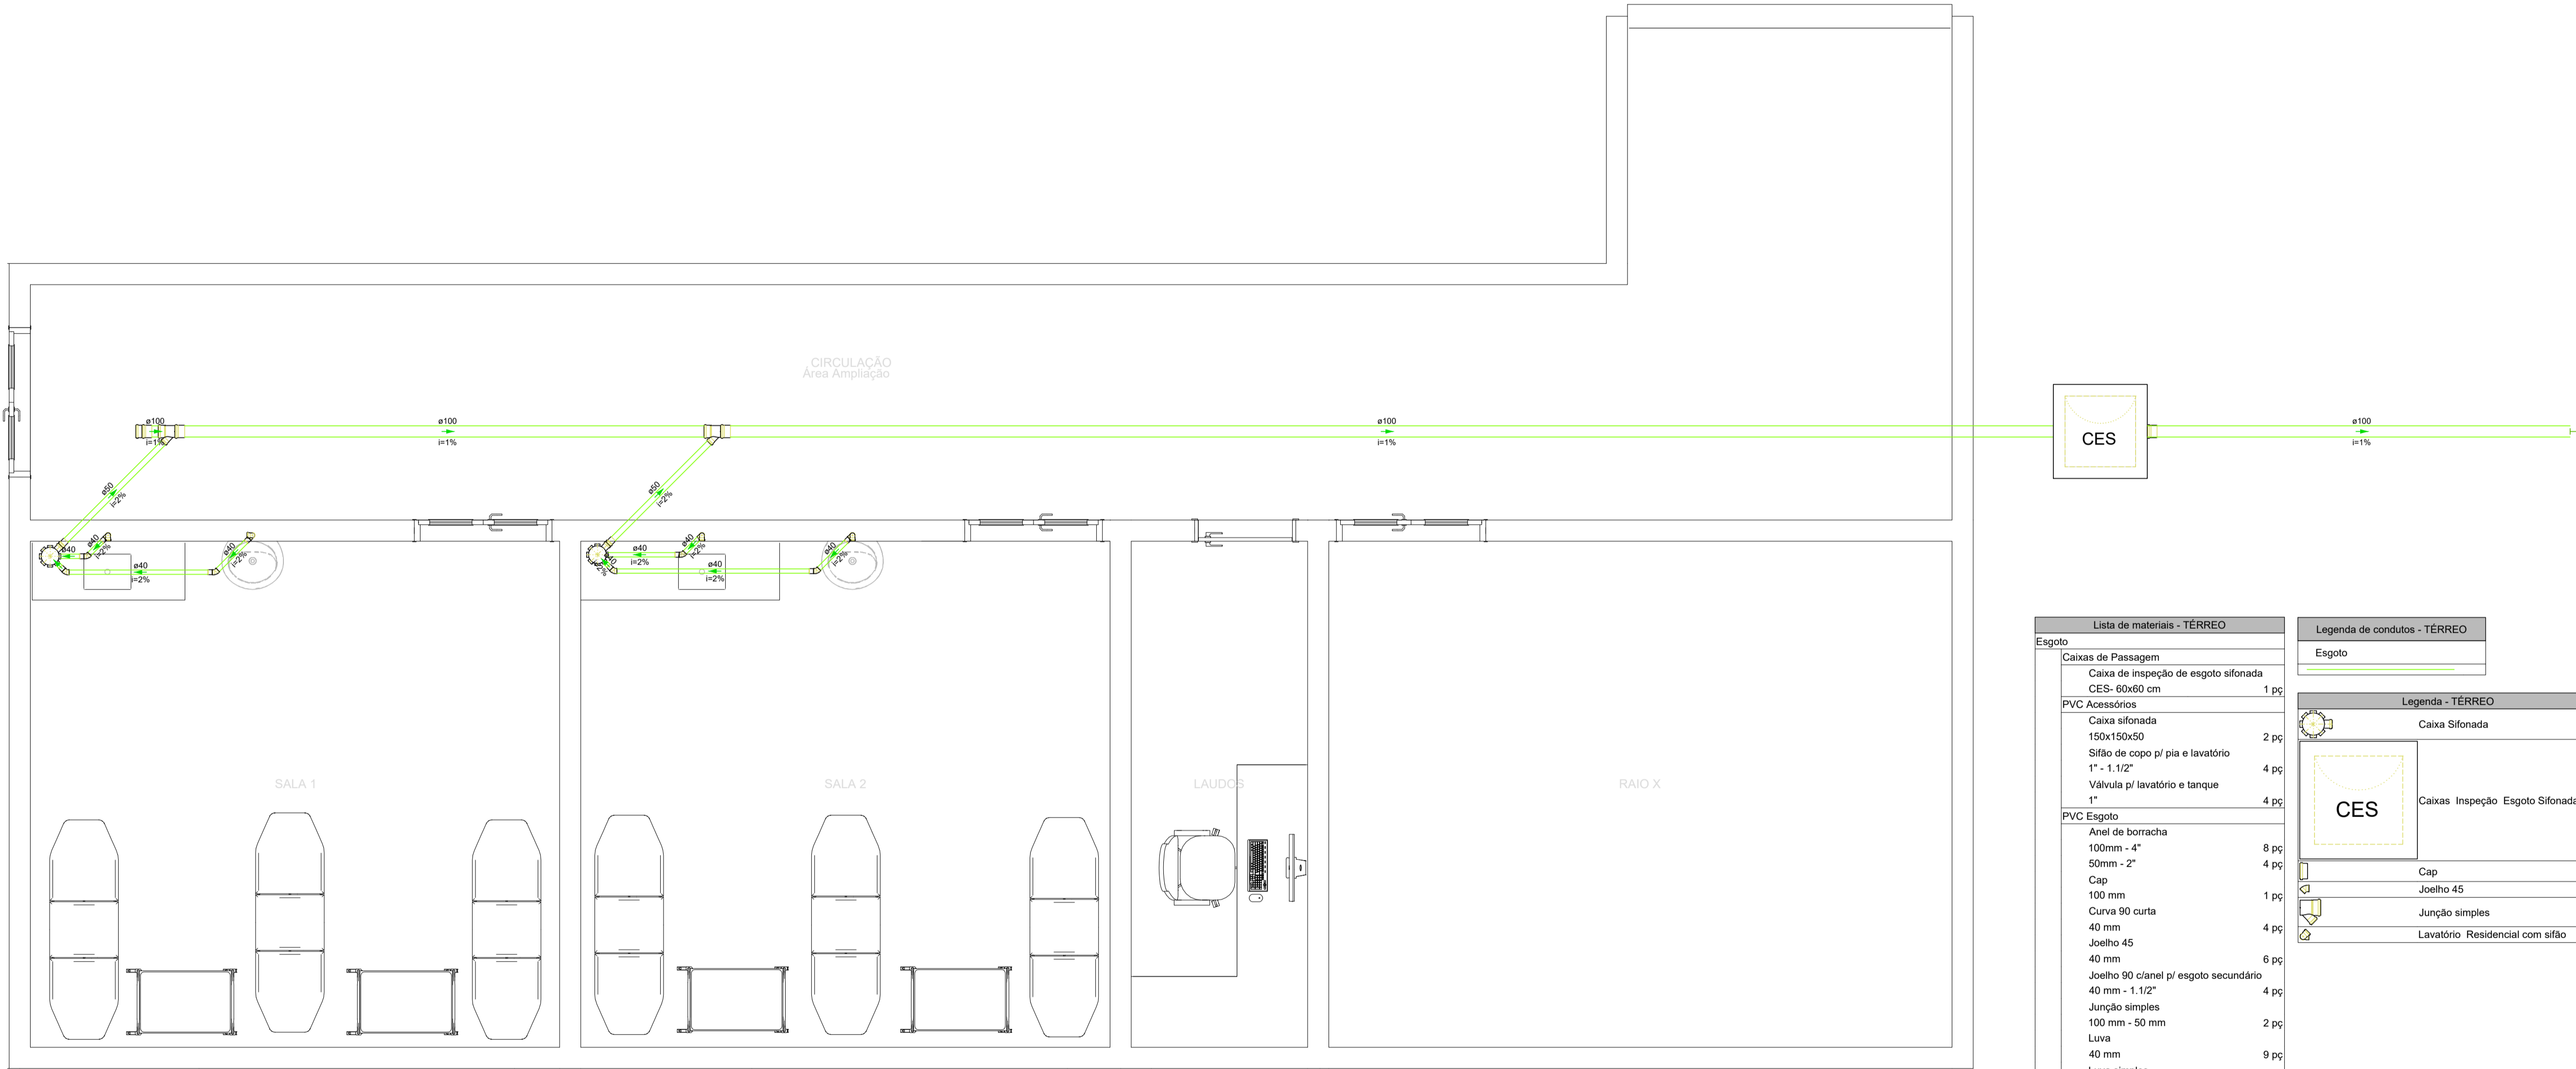 CIRCULAÇÃO
Área Ampliação
ø100
i=1%
ø100
i=1%
ø100
i=1%
CES
ø100
i=1%
ø50
i=2%
ø50
i=2%
ø40
ø40
i=2%
ø40
i=2%
ø40
i=2%
ø40
i=2%
ø40
i=2%
ø40
i=2%
ø40
i=2%
ø40
i=2%
SALA 1
SALA 2
LAUDOS
RAIO X
Lista de materiais - TÉRREO
Esgoto
Caixas de Passagem
Caixa de inspeção de esgoto sifonada
CES- 60x60 cm 1 pç
PVC Acessórios
Caixa sifonada
150x150x50 2 pç
Sifão de copo p/ pia e lavatório
1" - 1.1/2" 4 pç
Válvula p/ lavatório e tanque
1" 4 pç
PVC Esgoto
Anel de borracha
100mm - 4" 8 pç
50mm - 2" 4 pç
Cap
100 mm 1 pç
Curva 90 curta
40 mm 4 pç
Joelho 45
40 mm 6 pç
Joelho 90 c/anel p/ esgoto secundário
40 mm - 1.1/2" 4 pç
Junção simples
100 mm - 50 mm 2 pç
Luva
40 mm 9 pç
Legenda de condutos - TÉRREO
Esgoto
Legenda - TÉRREO
Caixa Sifonada
CES
Caixas Inspeção Esgoto Sifonada
Cap
Joelho 45
Junção simples
Lavatório Residencial com sifão